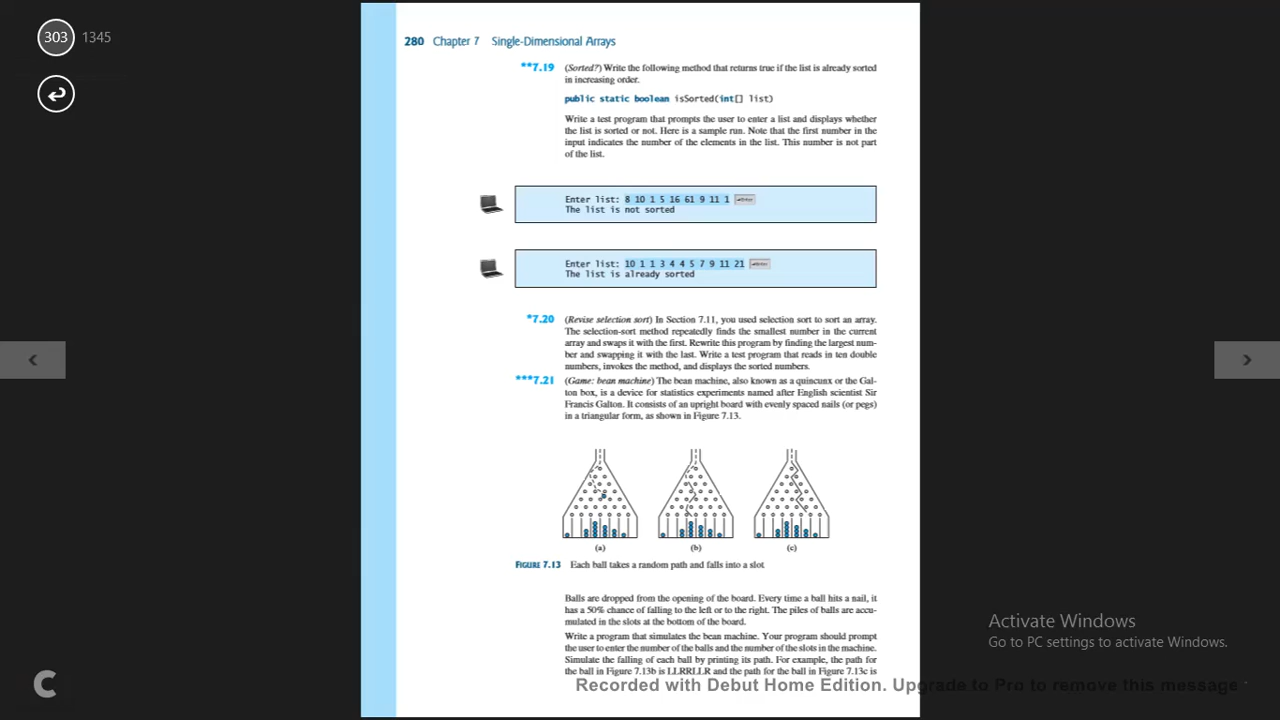 303 1345
280 Chapter 7 Single-Dimensional Arrays
**7.19 (Sorted?) Write the following method that returns true if the list is already sorted
in increasing order.
public static boolean isSorted(int[] list)
Write a test program that prompts the user to enter a list and displays whether
the list is sorted or not. Here is a sample run. Note that the first number in the
input indicates the number of the elements in the list. This number is not part
of the list.
Enter list: 8 10 1 5 16 61 9 11 1 Enter
The list is not sorted
Enter list: 10 1 1 3 4 4 5 7 9 11 21 Enter
The list is already sorted
*7.20 (Revise selection sort) In Section 7.11, you used selection sort to sort an array.
The selection-sort method repeatedly finds the smallest number in the current
array and swaps it with the first. Rewrite this program by finding the largest num-
ber and swapping it with the last. Write a test program that reads in ten double
numbers, invokes the method, and displays the sorted numbers.
***7.21 (Game: bean machine) The bean machine, also known as a quincunx or the Gal-
ton box, is a device for statistics experiments named after English scientist Sir
Francis Galton. It consists of an upright board with evenly spaced nails (or pegs)
in a triangular form, as shown in Figure 7.13.
(a) (b) (c)
FIGURE 7.13 Each ball takes a random path and falls into a slot
Balls are dropped from the opening of the board. Every time a ball hits a nail, it
has a 50% chance of falling to the left or to the right. The piles of balls are accu-
mulated in the slots at the bottom of the board.
Write a program that simulates the bean machine. Your program should prompt
the user to enter the number of the balls and the number of the slots in the machine.
Simulate the falling of each ball by printing its path. For example, the path for
the ball in Figure 7.13b is LLRRLLR and the path for the ball in Figure 7.13c is
Activate Windows
Go to PC settings to activate Windows.
Recorded with Debut Home Edition. Upgrade to Pro to remove this message